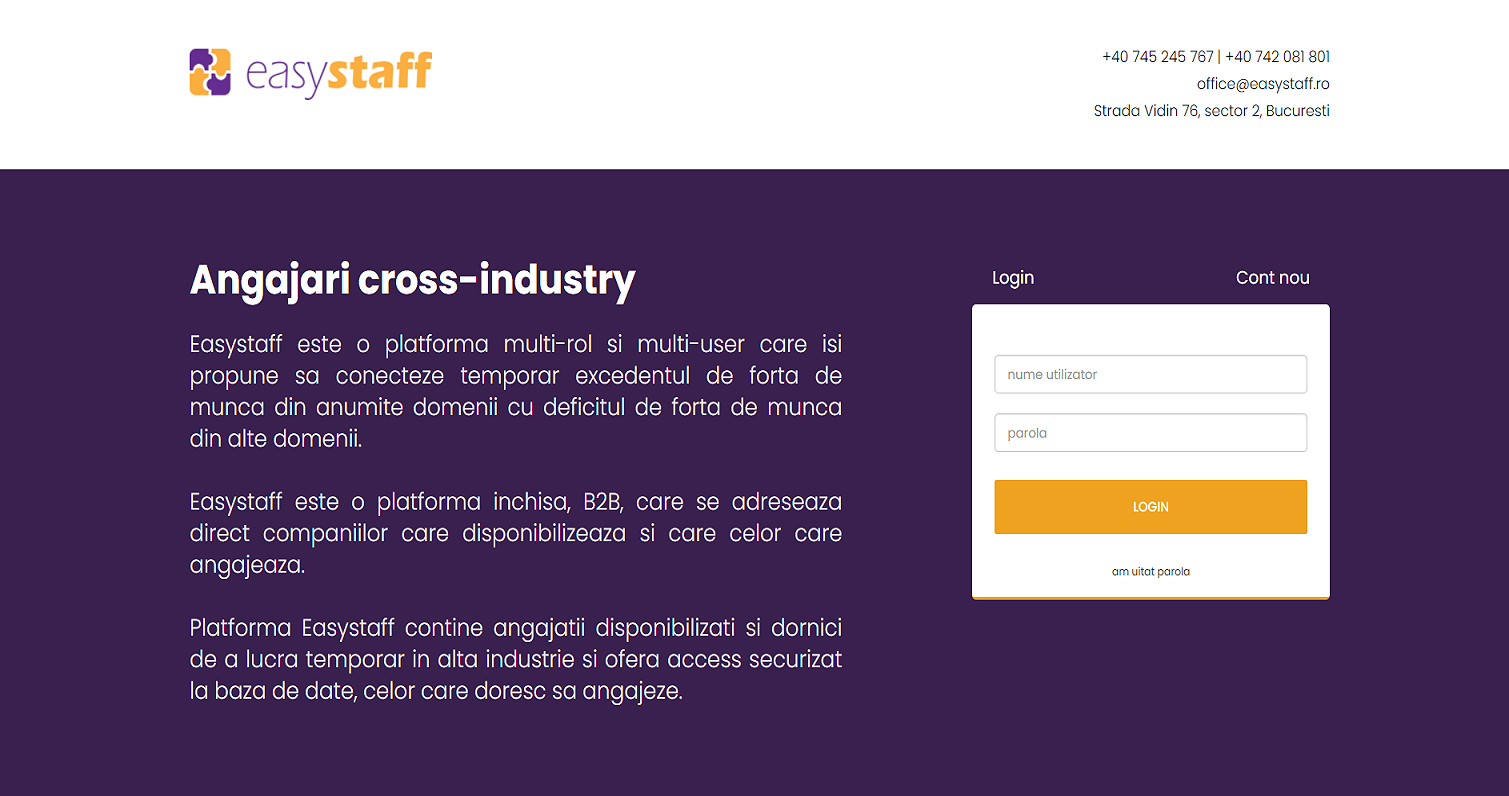 easystaff
+40 745 245 767 | +40 742 081 801
office@easystaff.ro
Strada Vidin 76, sector 2, Bucuresti
Angajari cross-industry
Easystaff este o platforma multi-rol si multi-user care isi
propune sa conecteze temporar excedentul de forta de
munca din anumite domenii cu deficitul de forta de munca
din alte domenii.
Easystaff este o platforma inchisa, B2B, care se adreseaza
direct companiilor care disponibilizeaza si care celor care
angajeaza.
Platforma Easystaff contine angajatii disponibilizati si dornici
de a lucra temporar in alta industrie si ofera access securizat
la baza de date, celor care doresc sa angajeze.
Login
Cont nou
nume utilizator
parola
LOGIN
am uitat parola